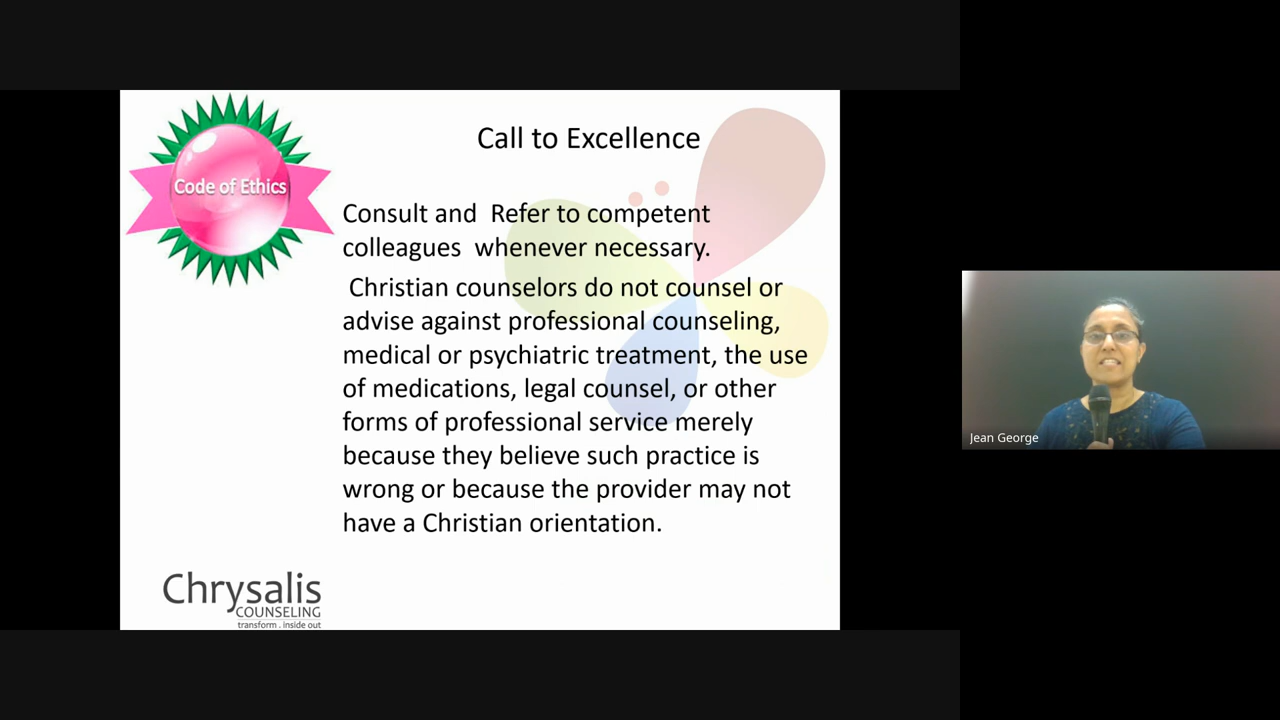 Call to Excellence
Code of Ethics
Consult and Refer to competent
colleagues whenever necessary.
Christian counselors do not counsel or
advise against professional counseling,
medical or psychiatric treatment, the use
of medications, legal counsel, or other
forms of professional service merely
because they believe such practice is
wrong or because the provider may not
have a Christian orientation.
Chrysalis
COUNSELING
transform . inside out
Jean George